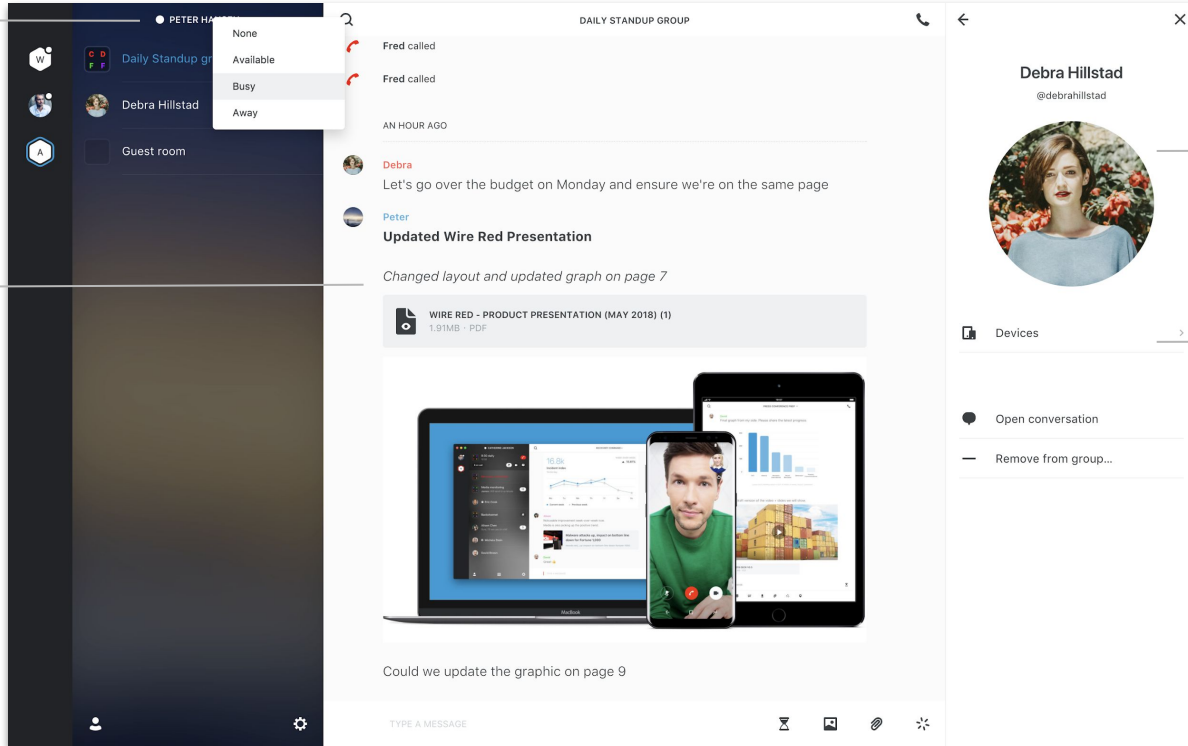 PETER HA
None
Available
Busy
Away
W
A
C D
F F
Daily Standup gr
Debra Hillstad
Guest room
DAILY STANDUP GROUP
Fred called
Fred called
AN HOUR AGO
Debra
Let's go over the budget on Monday and ensure we're on the same page
Peter
Updated Wire Red Presentation
Changed layout and updated graph on page 7
WIRE RED - PRODUCT PRESENTATION (MAY 2018) (1)
1.91MB · PDF
16.8k
MacBook
Could we update the graphic on page 9
TYPE A MESSAGE
Debra Hillstad
@debrahillstad
Devices
Open conversation
Remove from group...